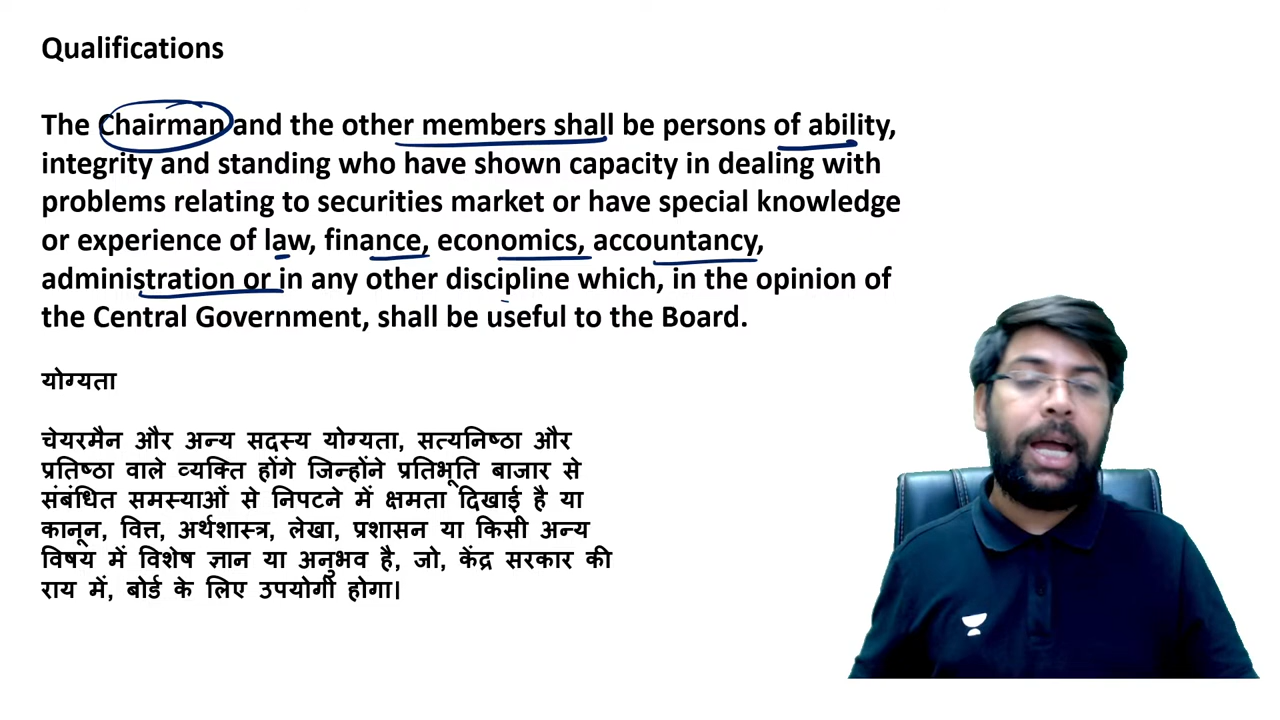 Qualifications
The Chairman and the other members shall be persons of ability,
integrity and standing who have shown capacity in dealing with
problems relating to securities market or have special knowledge
or experience of law, finance, economics, accountancy,
administration or in any other discipline which, in the opinion of
the Central Government, shall be useful to the Board.
योग्यता
चेयरमैन और अन्य सदस्य योग्यता, सत्यनिष्ठा और
प्रतिष्ठा वाले व्यक्ति होंगे जिन्होंने प्रतिभूति बाजार से
संबंधित समस्याओं से निपटने में क्षमता दिखाई है या
कानून, वित्त, अर्थशास्त्र, लेखा, प्रशासन या किसी अन्य
विषय में विशेष ज्ञान या अनुभव है, जो, केंद्र सरकार की
राय में, बोर्ड के लिए उपयोगी होगा।